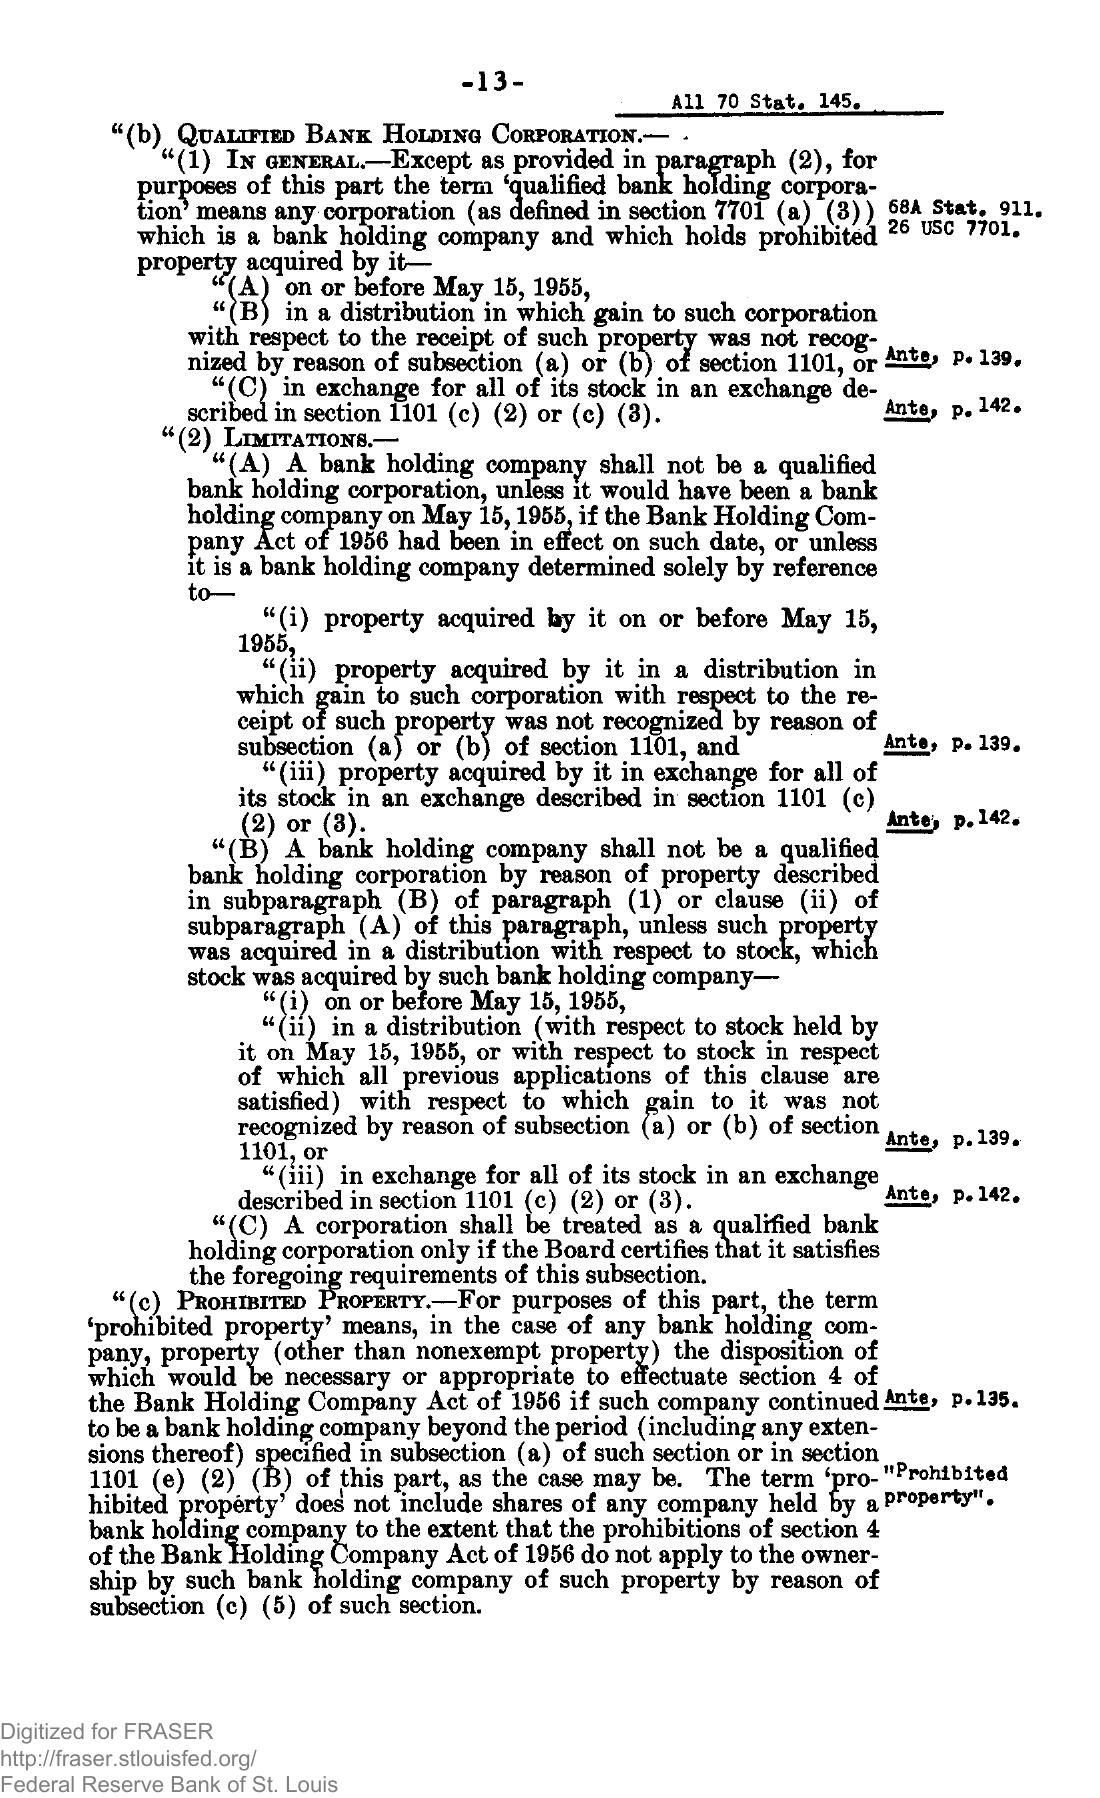 -13-
All 70 Stat. 145.
“(b) QUALIFIED BANK HOLDING CORPORATION.—
“(1) IN GENERAL.—Except as provided in paragraph (2), for
purposes of this part the term ‘qualified bank holding corpora-
tion’ means any corporation (as defined in section 7701 (a) (3)) 68A Stat. 911.
which is a bank holding company and which holds prohibited 26 USC 7701.
property acquired by it—
“(A) on or before May 15, 1955,
“(B) in a distribution in which gain to such corporation
with respect to the receipt of such property was not recog-
nized by reason of subsection (a) or (b) of section 1101, or Ante, p. 139.
“(C) in exchange for all of its stock in an exchange de-
scribed in section 1101 (c) (2) or (c) (3). Ante, p. 142.
“(2) LIMITATIONS.—
“(A) A bank holding company shall not be a qualified
bank holding corporation, unless it would have been a bank
holding company on May 15, 1955, if the Bank Holding Com-
pany Act of 1956 had been in effect on such date, or unless
it is a bank holding company determined solely by reference
to—
“(i) property acquired by it on or before May 15,
1955,
“(ii) property acquired by it in a distribution in
which gain to such corporation with respect to the re-
ceipt of such property was not recognized by reason of
subsection (a) or (b) of section 1101, and Ante, p. 139.
“(iii) property acquired by it in exchange for all of
its stock in an exchange described in section 1101 (c)
(2) or (3). Ante, p. 142.
“(B) A bank holding company shall not be a qualified
bank holding corporation by reason of property described
in subparagraph (B) of paragraph (1) or clause (ii) of
subparagraph (A) of this paragraph, unless such property
was acquired in a distribution with respect to stock, which
stock was acquired by such bank holding company—
“(i) on or before May 15, 1955,
“(ii) in a distribution (with respect to stock held by
it on May 15, 1955, or with respect to stock in respect
of which all previous applications of this clause are
satisfied) with respect to which gain to it was not
recognized by reason of subsection (a) or (b) of section
1101, or Ante, p. 139.
“(iii) in exchange for all of its stock in an exchange
described in section 1101 (c) (2) or (3). Ante, p. 142.
“(C) A corporation shall be treated as a qualified bank
holding corporation only if the Board certifies that it satisfies
the foregoing requirements of this subsection.
“(c) PROHIBITED PROPERTY.—For purposes of this part, the term
‘prohibited property’ means, in the case of any bank holding com-
pany, property (other than nonexempt property) the disposition of
which would be necessary or appropriate to effectuate section 4 of
the Bank Holding Company Act of 1956 if such company continued Ante, p. 135.
to be a bank holding company beyond the period (including any exten-
sions thereof) specified in subsection (a) of such section or in section
1101 (e) (2) (B) of this part, as the case may be. The term ‘pro- "Prohibited
hibited property’ does not include shares of any company held by a property".
bank holding company to the extent that the prohibitions of section 4
of the Bank Holding Company Act of 1956 do not apply to the owner-
ship by such bank holding company of such property by reason of
subsection (c) (5) of such section.
Digitized for FRASER
http://fraser.stlouisfed.org/
Federal Reserve Bank of St. Louis